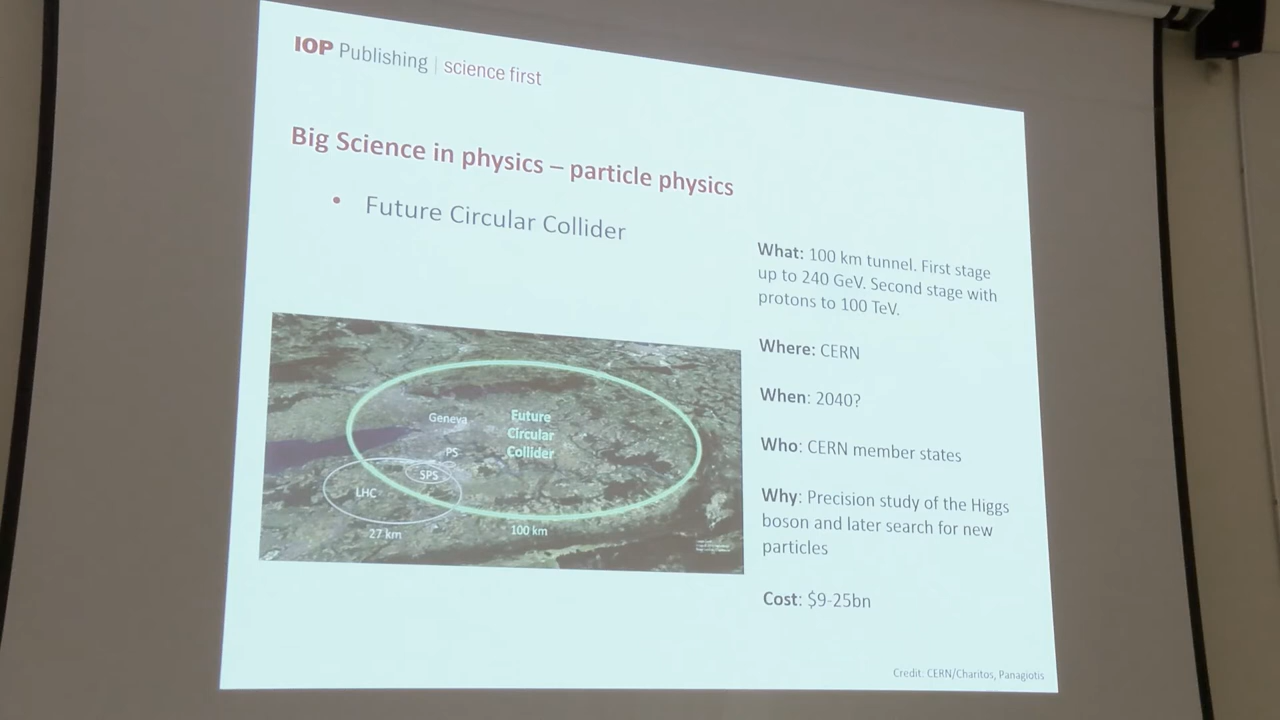 IOP Publishing | science first
Big Science in physics – particle physics
• Future Circular Collider
What: 100 km tunnel. First stage
up to 240 GeV. Second stage with
protons to 100 TeV.
Where: CERN
When: 2040?
Who: CERN member states
Why: Precision study of the Higgs
boson and later search for new
particles
Cost: $9-25bn
Geneva
Future
Circular
Collider
PS
SPS
LHC
27 km
100 km
Credit: CERN/Charitos, Panagiotis